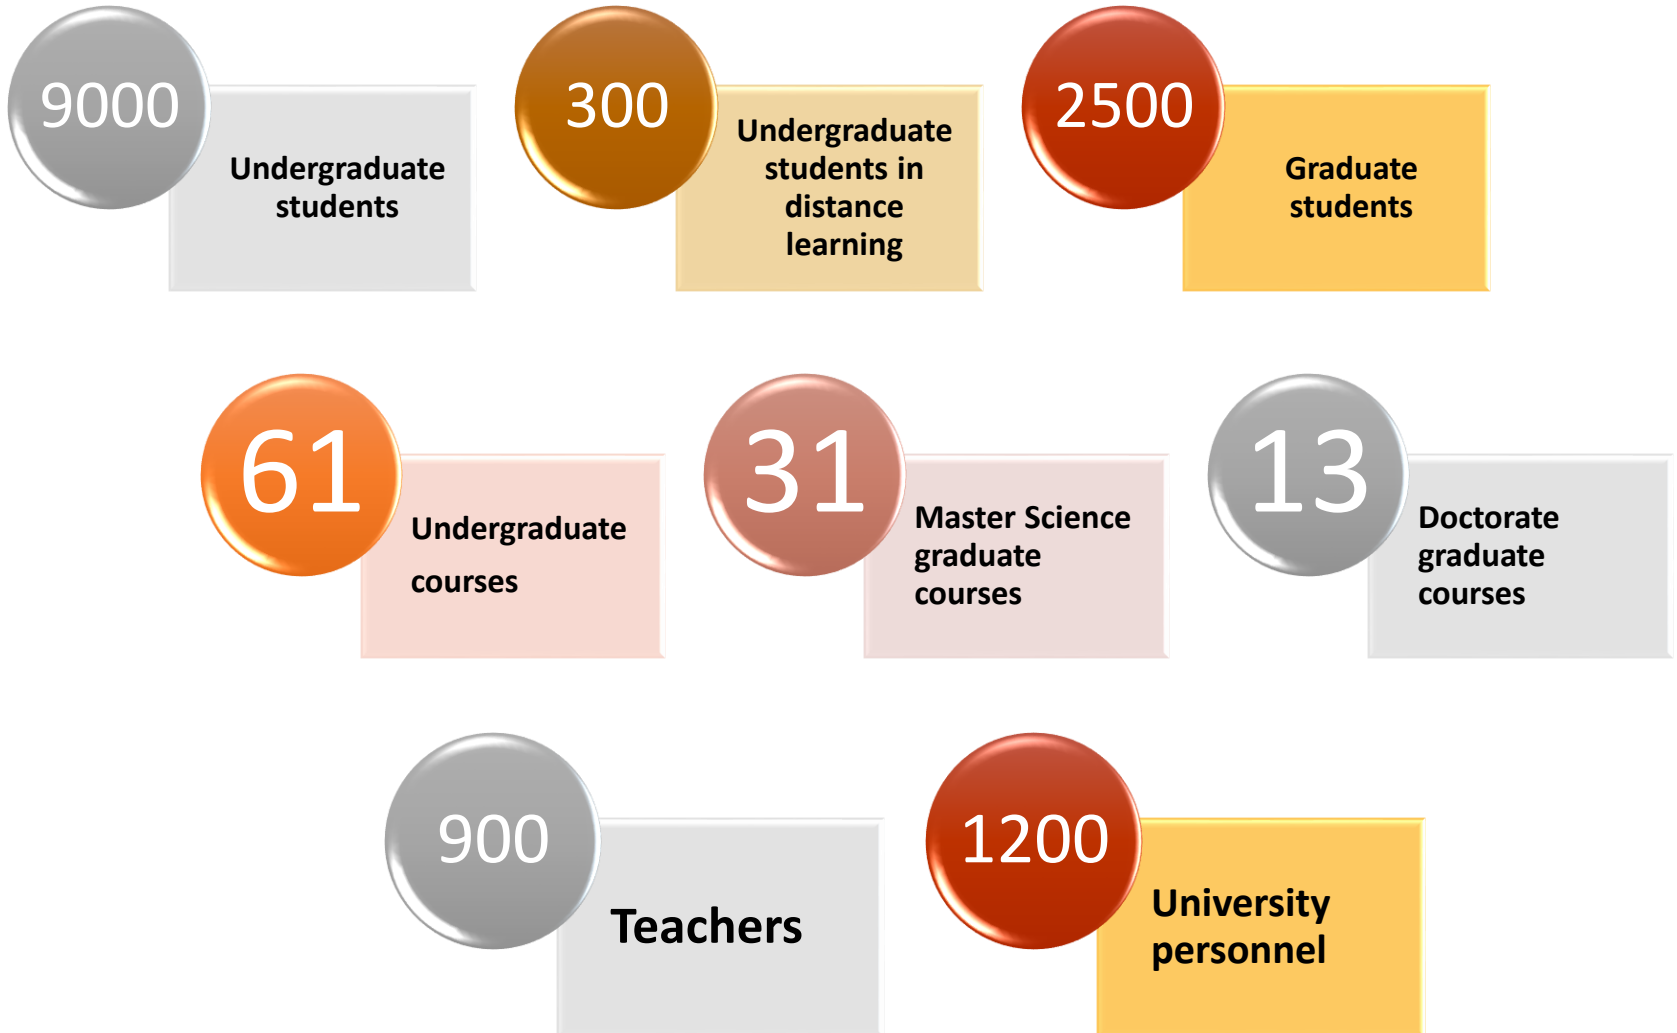 9000
Undergraduate
students
300
Undergraduate
students in
distance
learning
2500
Graduate
students
61
Undergraduate
courses
31
Master Science
graduate
courses
13
Doctorate
graduate
courses
900
Teachers
1200
University
personnel